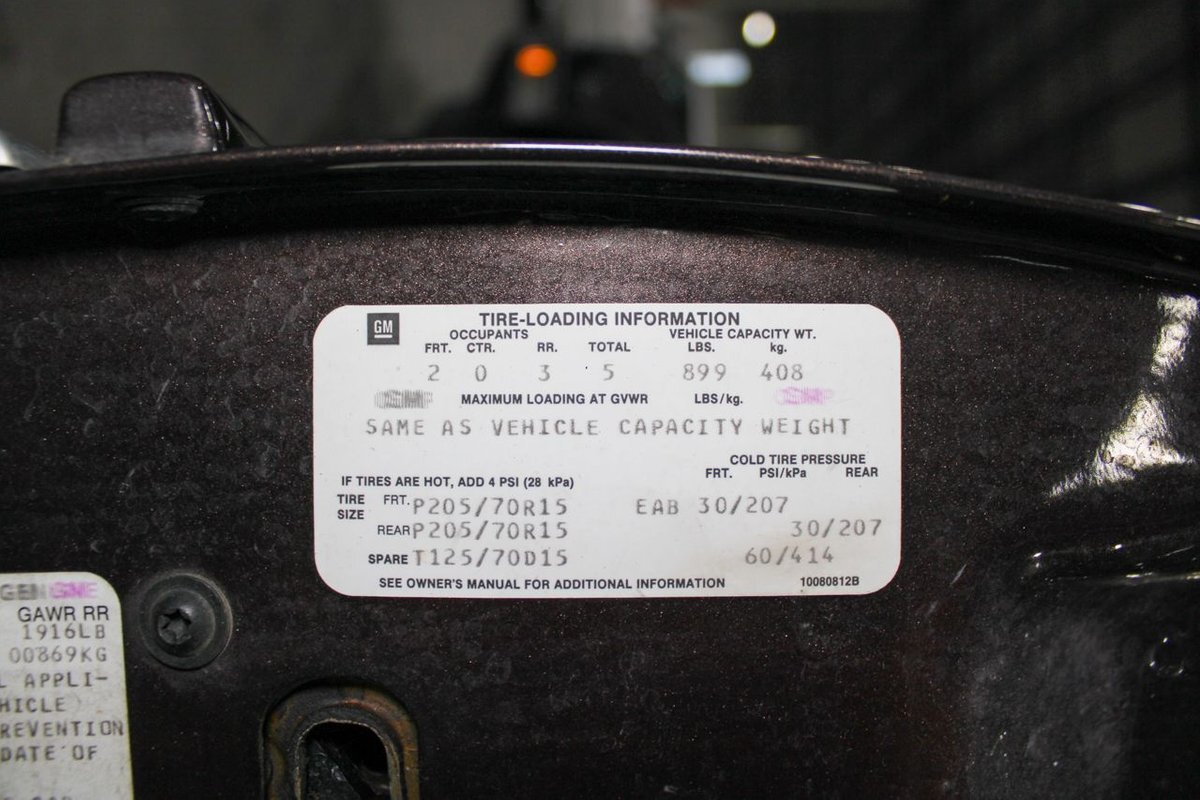 GM TIRE-LOADING INFORMATION
OCCUPANTS VEHICLE CAPACITY WT.
FRT. CTR. RR. TOTAL LBS. kg.
2 0 3 5 899 408
MAXIMUM LOADING AT GVWR LBS/kg.
SAME AS VEHICLE CAPACITY WEIGHT
COLD TIRE PRESSURE
FRT. PSI/kPa REAR
IF TIRES ARE HOT, ADD 4 PSI (28 kPa)
TIRE SIZE FRT. P205/70R15 EAB 30/207
REAR P205/70R15 30/207
SPARE T125/70D15 60/414
SEE OWNER'S MANUAL FOR ADDITIONAL INFORMATION 10080812B
GAWR RR
1916LB
00869KG
L APPLI-
HICLE
REVENTION
DATE OF